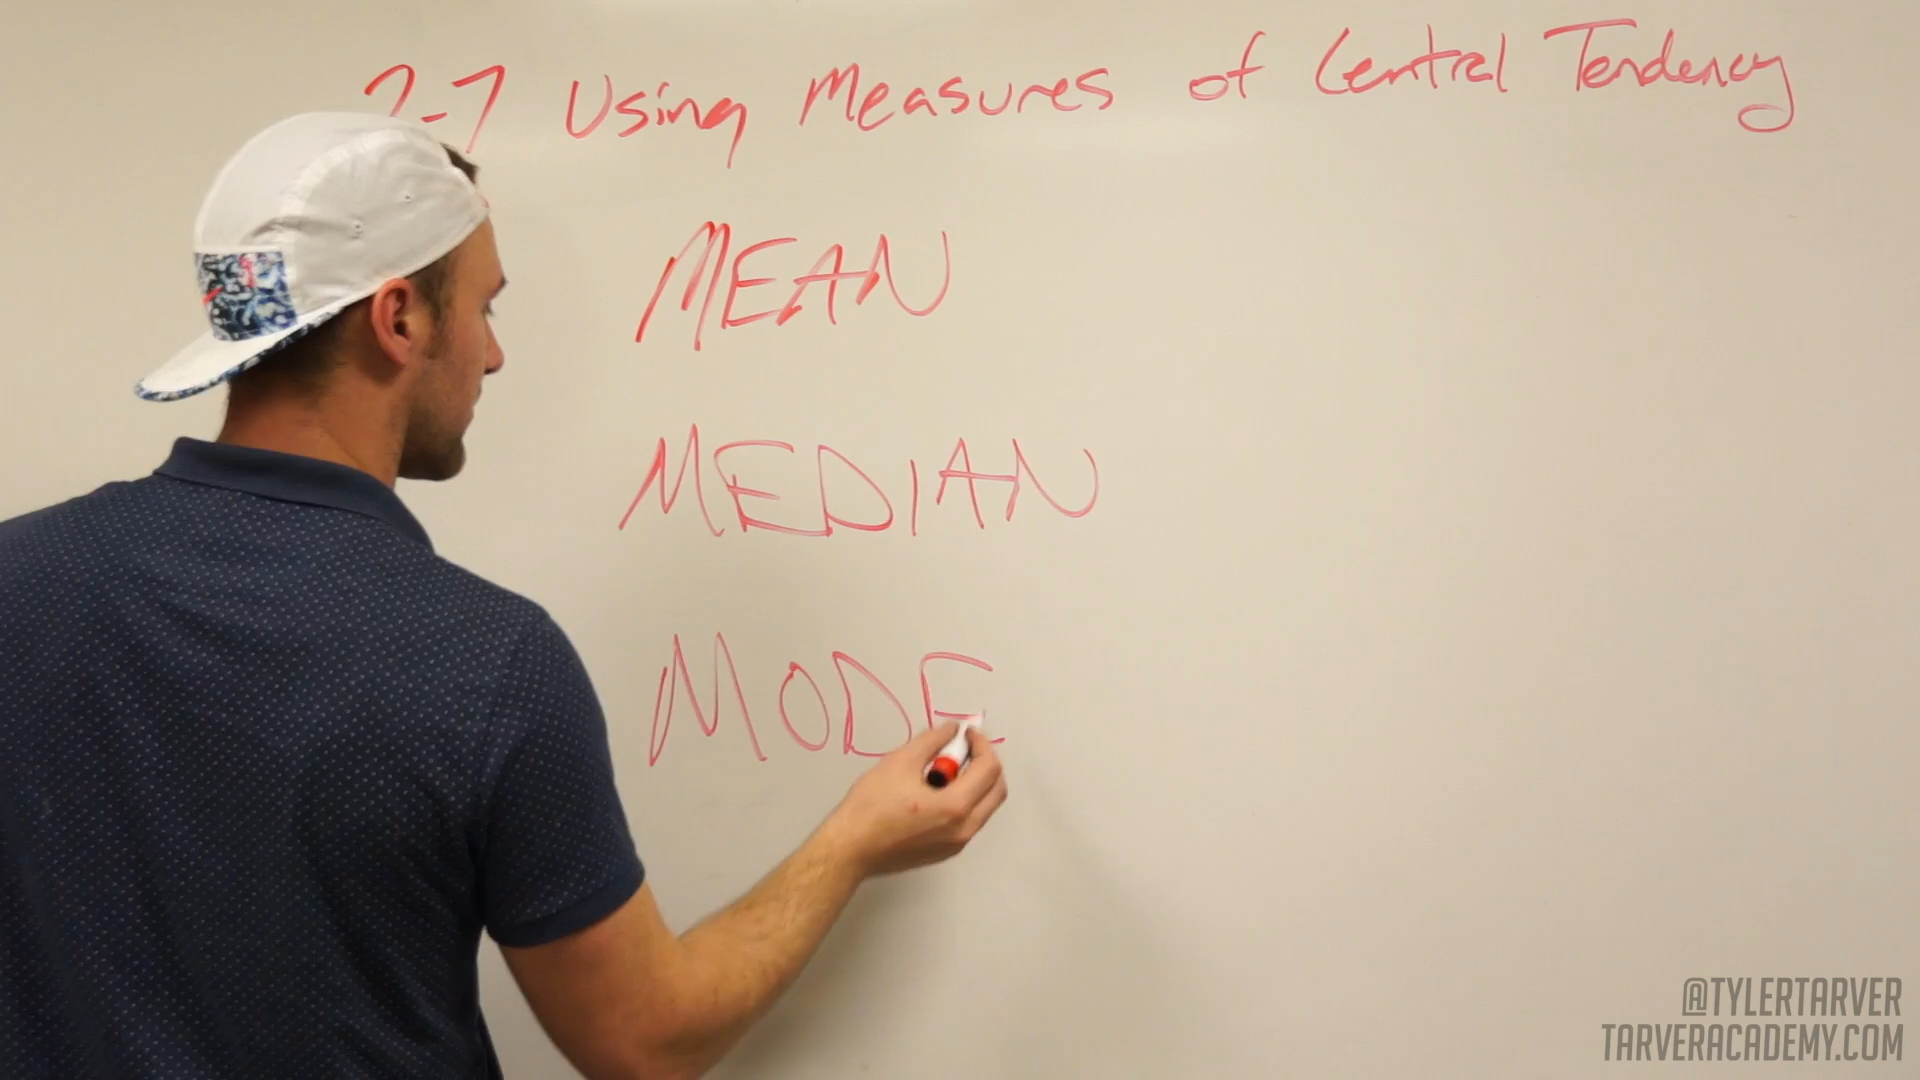 2-7 Using Measures of Central Tendency
MEAN
MEDIAN
MODE
@TYLERTARVER
TARVERACADEMY.COM